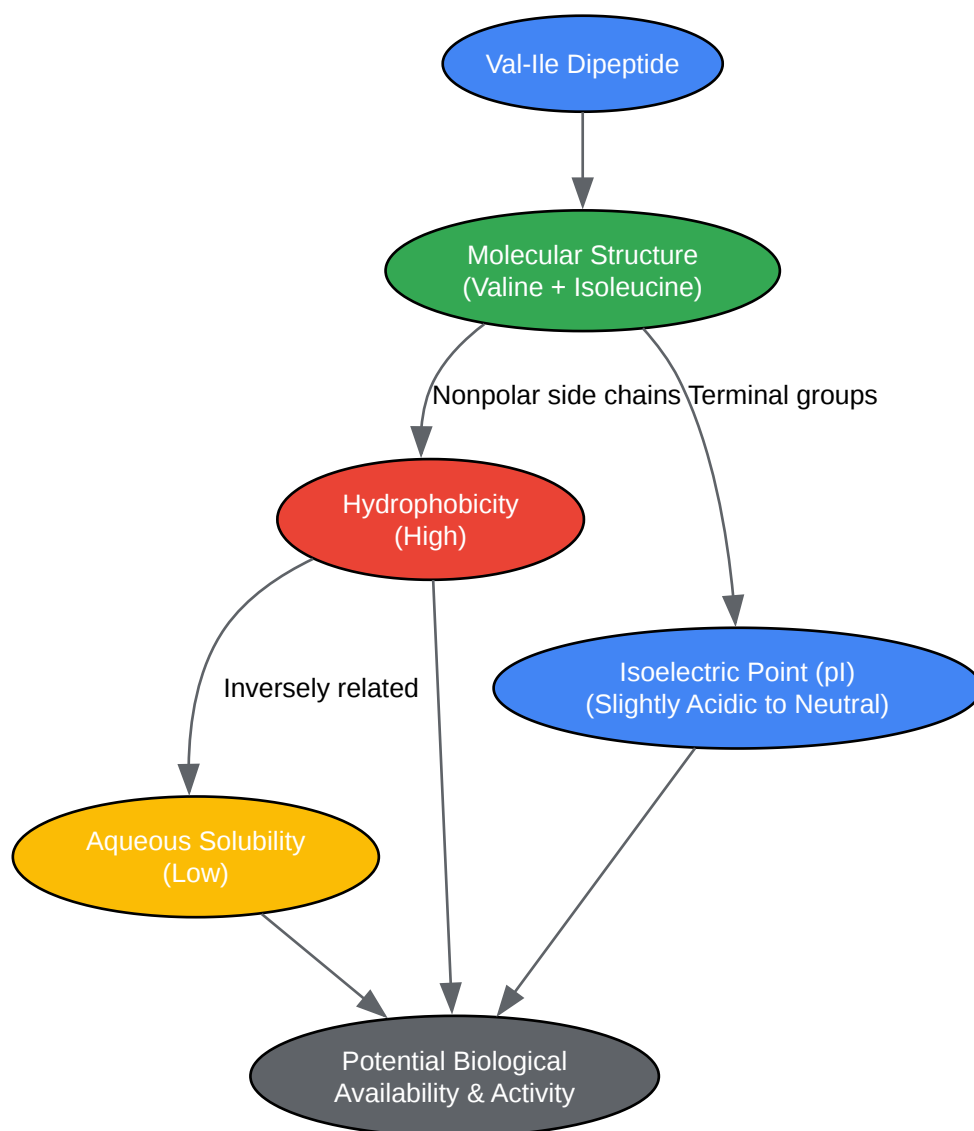 Val-Ile Dipeptide
Molecular Structure
(Valine + Isoleucine)
Nonpolar side chains
Terminal groups
Hydrophobicity
(High)
Inversely related
Isoelectric Point (pI)
(Slightly Acidic to Neutral)
Aqueous Solubility
(Low)
Potential Biological
Availability & Activity